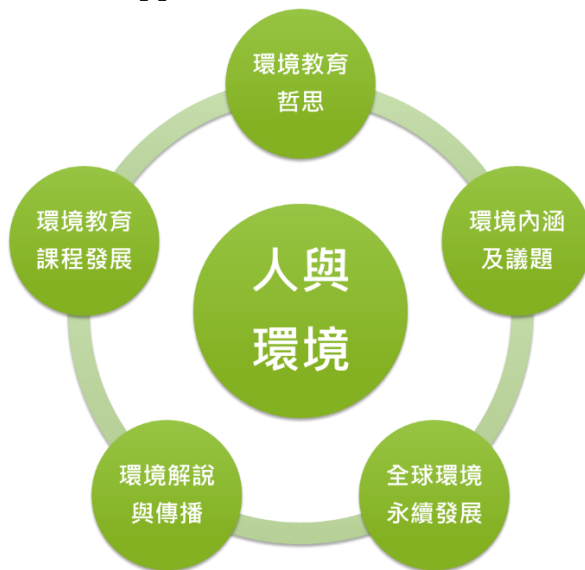 環境教育
哲思
環境內涵
及議題
全球環境
永續發展
環境解說
與傳播
環境教育
課程發展
人與
環境